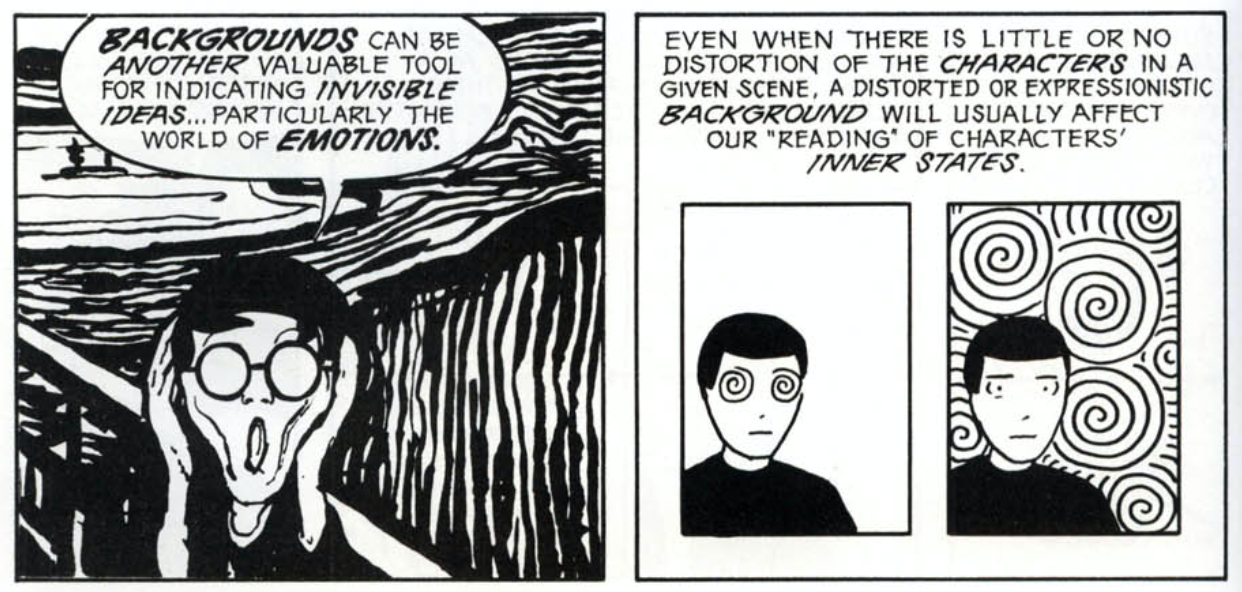 BACKGROUNDS CAN BE
ANOTHER VALUABLE TOOL
FOR INDICATING INVISIBLE
IDEAS... PARTICULARLY THE
WORLD OF EMOTIONS.
EVEN WHEN THERE IS LITTLE OR NO
DISTORTION OF THE CHARACTERS IN A
GIVEN SCENE, A DISTORTED OR EXPRESSIONISTIC
BACKGROUND WILL USUALLY AFFECT
OUR "READING" OF CHARACTERS'
INNER STATES.